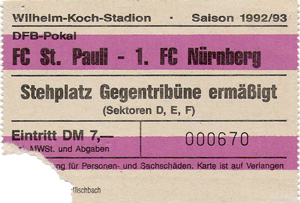 Wilhelm-Koch-Stadion - Saison 1992/93
DFB-Pokal
FC St. Pauli - 1. FC Nürnberg
Stehplatz Gegentribüne ermäßigt
(Sektoren D, E, F)
Eintritt DM 7,—
000670
MWSt. und Abgaben
für Personen- und Sachschäden. Karte ist auf Verlangen